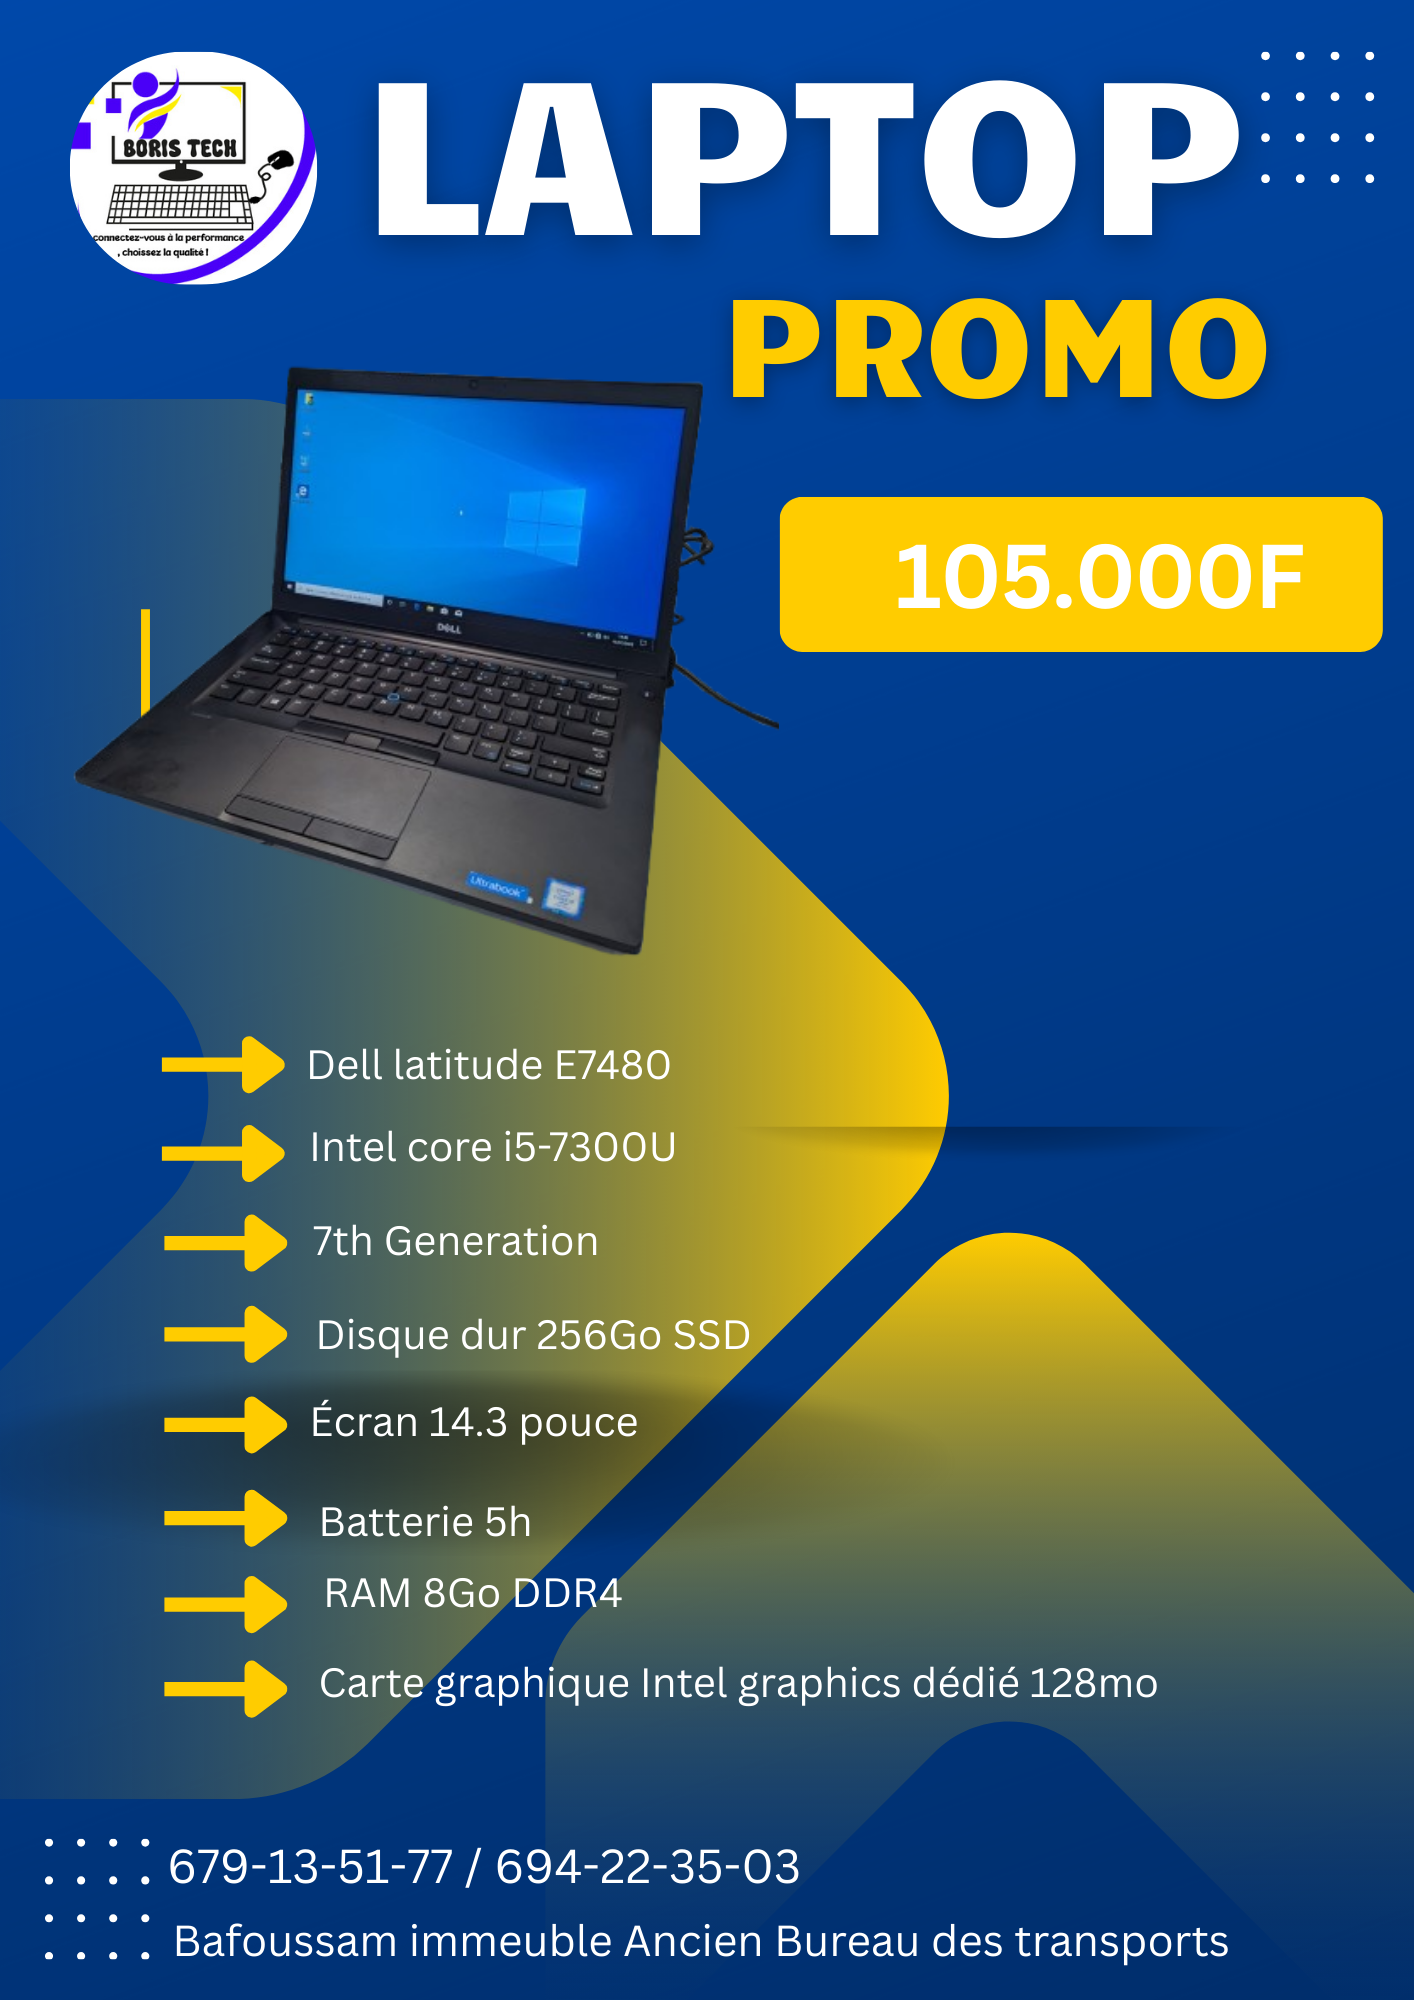 BORIS TECH
connectez-vous à la performance
, choissez la qualité !
LAPTOP
PROMO
105.000F
DELL
Ultrabook
Dell latitude E7480
Intel core i5-7300U
7th Generation
Disque dur 256Go SSD
Écran 14.3 pouce
Batterie 5h
RAM 8Go DDR4
Carte graphique Intel graphics dédié 128mo
679-13-51-77 / 694-22-35-03
Bafoussam immeuble Ancien Bureau des transports